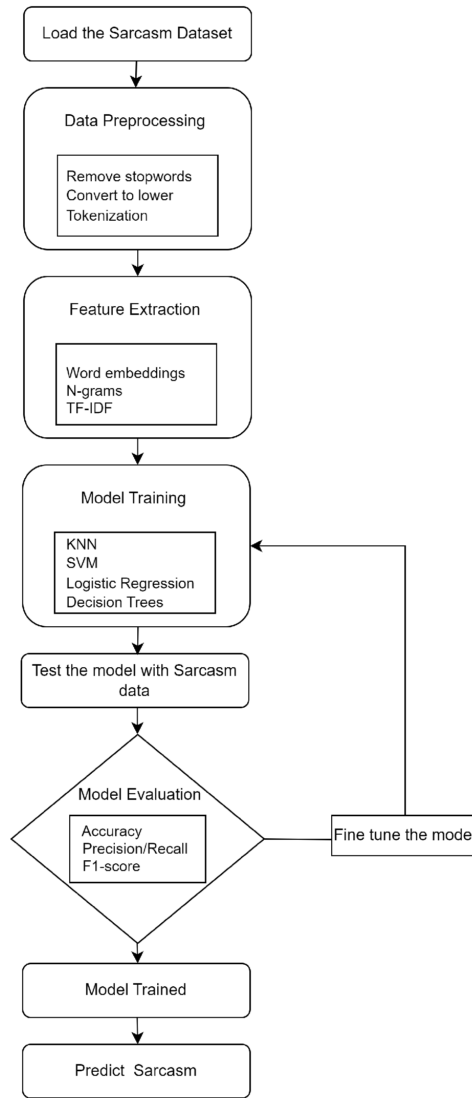 Load the Sarcasm Dataset
Data Preprocessing
Remove stopwords
Convert to lower
Tokenization
Feature Extraction
Word embeddings
N-grams
TF-IDF
Model Training
KNN
SVM
Logistic Regression
Decision Trees
Test the model with Sarcasm
data
Model Evaluation
Accuracy
Precision/Recall
F1-score
Fine tune the mode
Model Trained
Predict Sarcasm